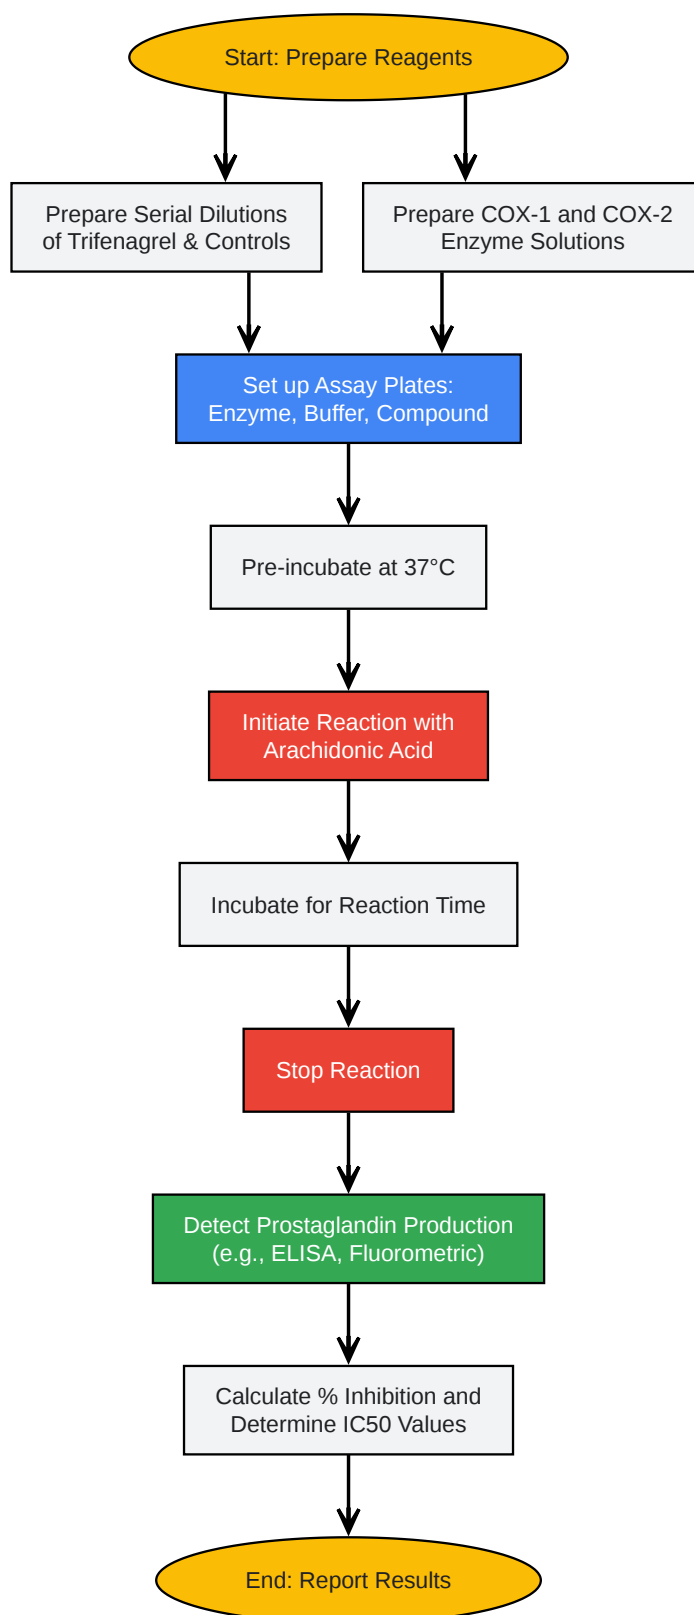 Start: Prepare Reagents
Prepare Serial Dilutions
of Trifenagrel & Controls
Prepare COX-1 and COX-2
Enzyme Solutions
Set up Assay Plates:
Enzyme, Buffer, Compound
Pre-incubate at 37°C
Initiate Reaction with
Arachidonic Acid
Incubate for Reaction Time
Stop Reaction
Detect Prostaglandin Production
(e.g., ELISA, Fluorometric)
Calculate % Inhibition and
Determine IC50 Values
End: Report Results